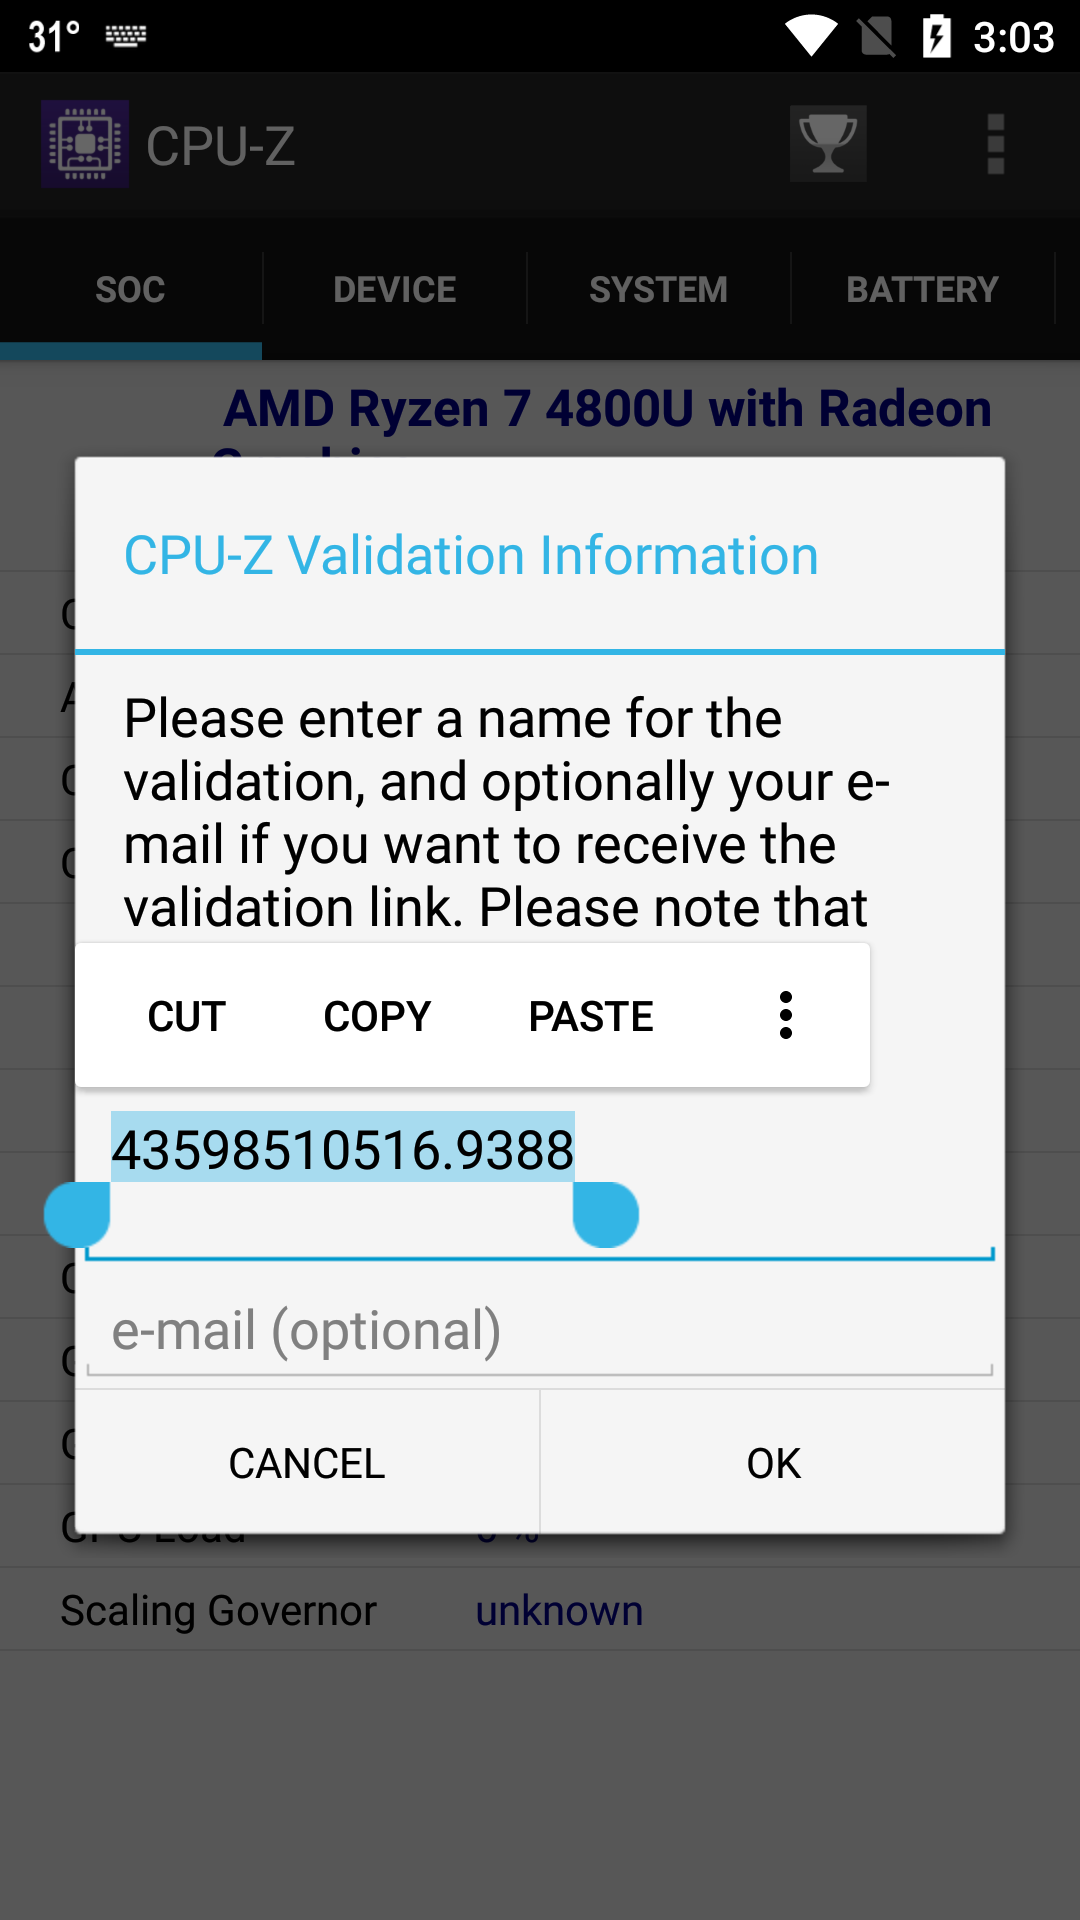 31° 3:03
CPU-Z
SOC DEVICE SYSTEM BATTERY
AMD Ryzen 7 4800U with Radeon
CPU-Z Validation Information
Please enter a name for the
validation, and optionally your e-
mail if you want to receive the
validation link. Please note that
CUT COPY PASTE
43598510516.9388
e-mail (optional)
CANCEL OK
Scaling Governor unknown